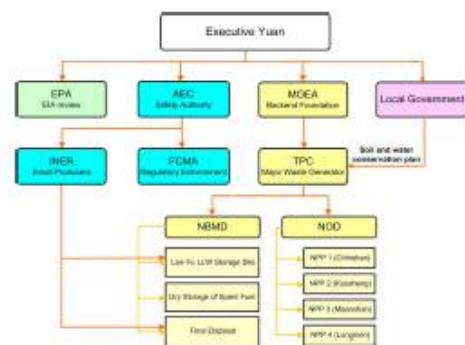 Executive Yuan
EPA
EIA review
AEC
Safety Authority
MOEA
Backend Foundation
Local Government
INER
Small Producers
FCMA
Regulatory Enforcement
TPC
Major Waste Generator
Soil and water
conservation plan
NBMD
NOD
Lan-Yu LLW Storage Site
Dry Storage of Spent Fuel
Final Disposal
NPP 1 (Chinshan)
NPP 2 (Kuosheng)
NPP 3 (Maanshan)
NPP 4 (Lungmen)